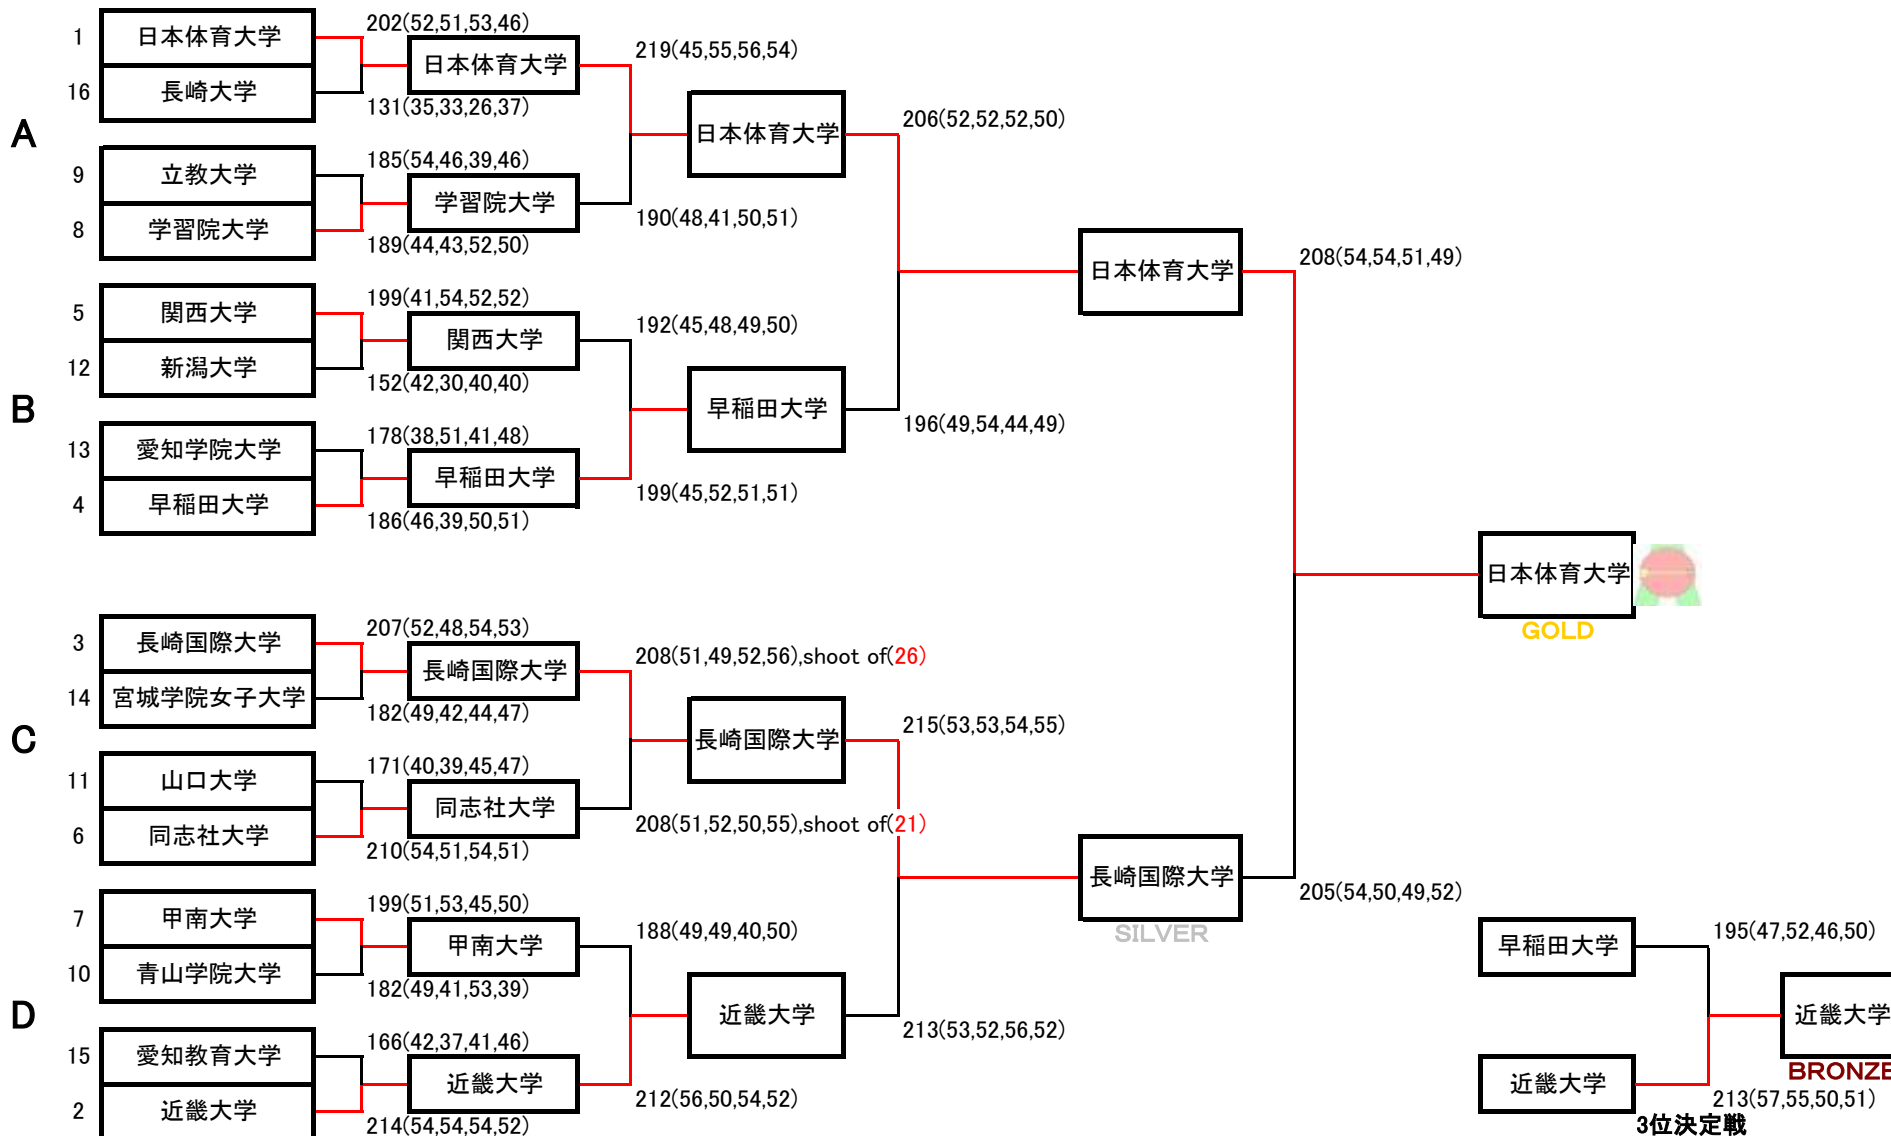 A
1 日本体育大学 202(52,51,53,46)
16 長崎大学 131(35,33,26,37)
日本体育大学 219(45,55,56,54)
9 立教大学 185(54,46,39,46)
8 学習院大学 189(44,43,52,50)
学習院大学 190(48,41,50,51)
日本体育大学 206(52,52,52,50)
B
5 関西大学 199(41,54,52,52)
12 新潟大学 152(42,30,40,40)
関西大学 192(45,48,49,50)
13 愛知学院大学 178(38,51,41,48)
4 早稲田大学 186(46,39,50,51)
早稲田大学 199(45,52,51,51)
早稲田大学 196(49,54,44,49)
日本体育大学 208(54,54,51,49)
C
3 長崎国際大学 207(52,48,54,53)
14 宮城学院女子大学 182(49,42,44,47)
長崎国際大学 208(51,49,52,56),shoot of(26)
11 山口大学 171(40,39,45,47)
6 同志社大学 210(54,51,54,51)
同志社大学 208(51,52,50,55),shoot of(21)
長崎国際大学 215(53,53,54,55)
D
7 甲南大学 199(51,53,45,50)
10 青山学院大学 182(49,41,53,39)
甲南大学 188(49,49,40,50)
15 愛知教育大学 166(42,37,41,46)
2 近畿大学 214(54,54,54,52)
近畿大学 212(56,50,54,52)
近畿大学 213(53,52,56,52)
長崎国際大学 205(54,50,49,52)
SILVER
日本体育大学
GOLD
早稲田大学 195(47,52,46,50)
近畿大学 213(57,55,50,51)
近畿大学
BRONZE
3位決定戦